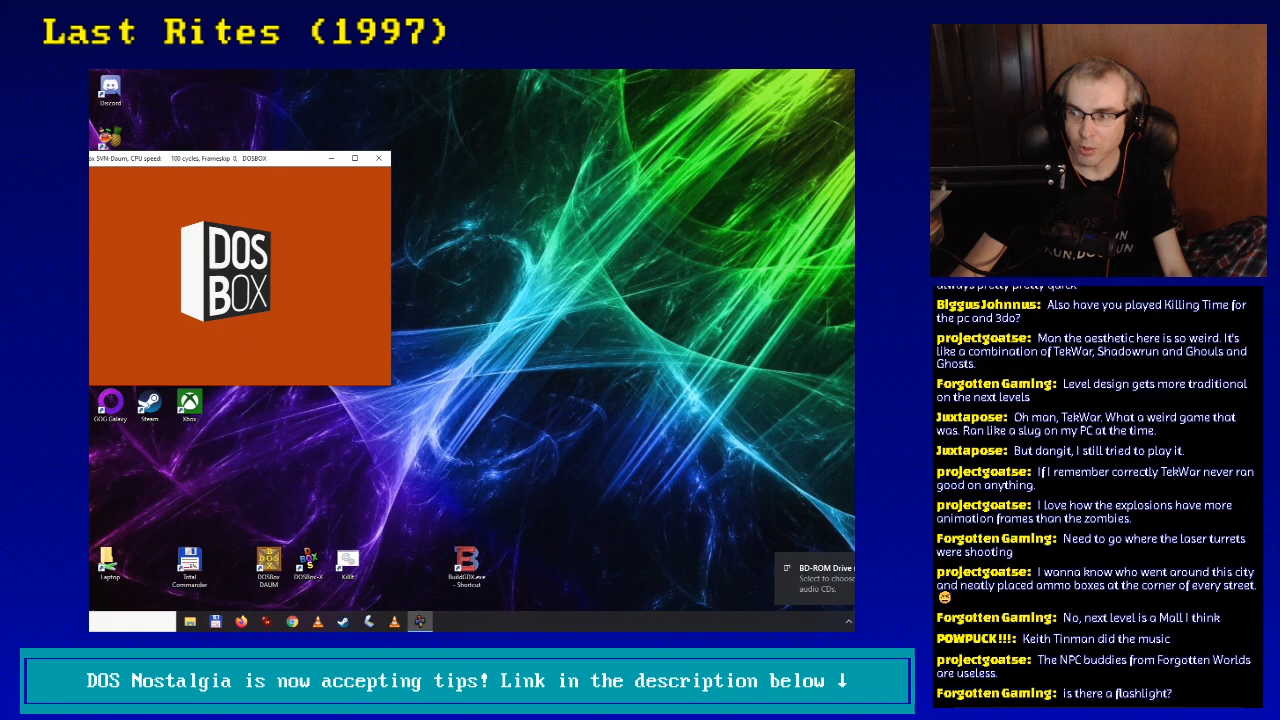 Last Rites (1997)
Discord
ox SVN-Daum, CPU speed: 100 cycles, Frameskip 0, DOSBOX
DOS
BOX
GOG Galaxy
Steam
Xbox
Laptop
Total
Commander
DOSBox
DAUM
DOSBox-X
KillIt
BuildGDX.exe
- Shortcut
BD-ROM Drive
Select to choose
audio CDs.
always pretty pretty quick
Biggus Johnnus: Also have you played Killing Time for
the pc and 3do?
projectgoatse: Man the aesthetic here is so weird. It's
like a combination of TekWar, Shadowrun and Ghouls and
Ghosts.
Forgotten Gaming: Level design gets more traditional
on the next levels
Juxtapose: Oh man, TekWar. What a weird game that
was. Ran like a slug on my PC at the time.
Juxtapose: But dangit, I still tried to play it.
projectgoatse: If I remember correctly TekWar never ran
good on anything.
projectgoatse: I love how the explosions have more
animation frames than the zombies.
Forgotten Gaming: Need to go where the laser turrets
were shooting
projectgoatse: I wanna know who went around this city
and neatly placed ammo boxes at the corner of every street.
Forgotten Gaming: No, next level is a Mall I think
POWPUCK!!!: Keith Tinman did the music
projectgoatse: The NPC buddies from Forgotten Worlds
are useless.
Forgotten Gaming: is there a flashlight?
DOS Nostalgia is now accepting tips! Link in the description below ↓